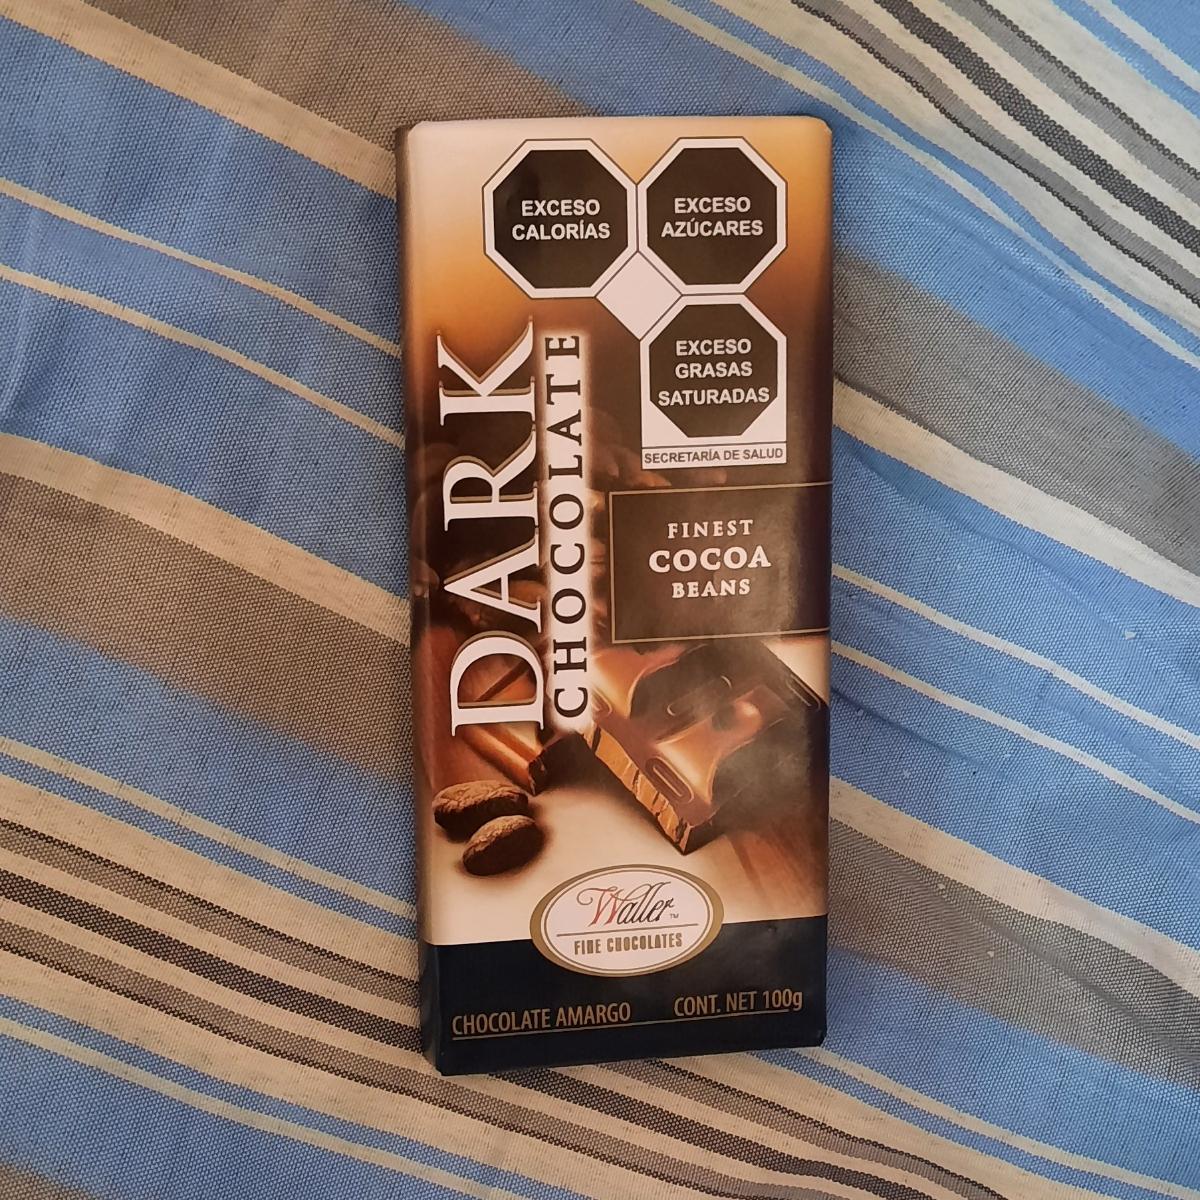 EXCESO
CALORÍAS
EXCESO
AZÚCARES
EXCESO
GRASAS
SATURADAS
SECRETARÍA DE SALUD
DARK
CHOCOLATE
FINEST
COCOA
BEANS
Waller™
FINE CHOCOLATES
CHOCOLATE AMARGO CONT. NET 100g